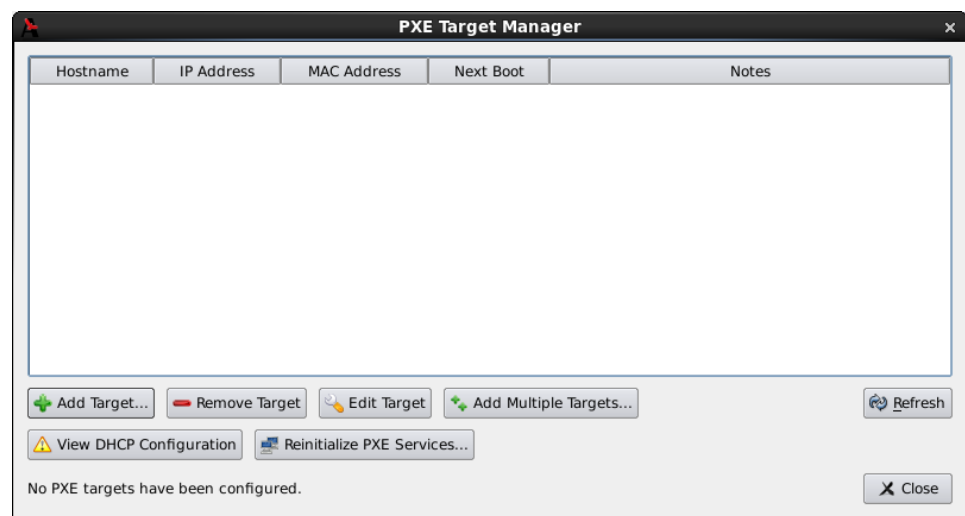 PXE Target Manager
Hostname IP Address MAC Address Next Boot Notes
Add Target... Remove Target Edit Target Add Multiple Targets... Refresh
View DHCP Configuration Reinitialize PXE Services...
No PXE targets have been configured. Close